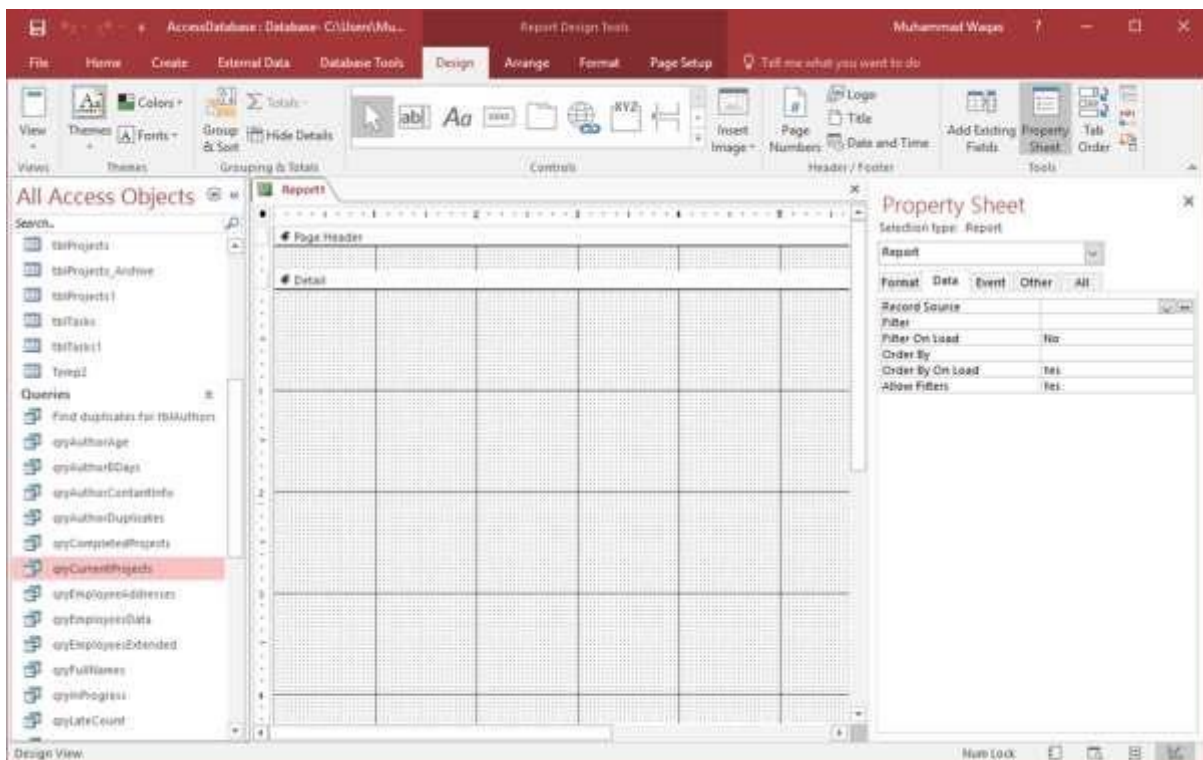 AccessDatabase : Database- C:\Users\Mu...
Report Design Tools
Muhammad Waqas
?
File Home Create External Data Database Tools Design Arrange Format Page Setup Tell me what you want to do
View
Themes
Aa
Colors
A Fonts
Group & Sort
Totals
Hide Details
ab|
Aa
XYZ
Insert Image
Page Numbers
Logo
Title
Date and Time
Add Existing Fields
Property Sheet
Tab Order
Views Themes Grouping & Totals Controls Header / Footer Tools
All Access Objects
Search...
tblProjects
tblProjects_Archive
tblProjects1
tblTasks
tblTasks1
Temp2
Queries
Find duplicates for tblAuthors
qryAuthorAge
qryAuthorBDays
qryAuthorContantInfo
qryAuthorDuplicates
qryCompletedProjects
qryCurrentProjects
qryEmployeeAddresses
qryEmployeesData
qryEmployeesExtended
qryFullNames
qryInProgress
qryLateCount
Report1
Page Header
Detail
Property Sheet
Selection type: Report
Report
Format Data Event Other All
Record Source
Filter
Filter On Load No
Order By
Order By On Load Yes
Allow Filters Yes
Design View
Num Lock